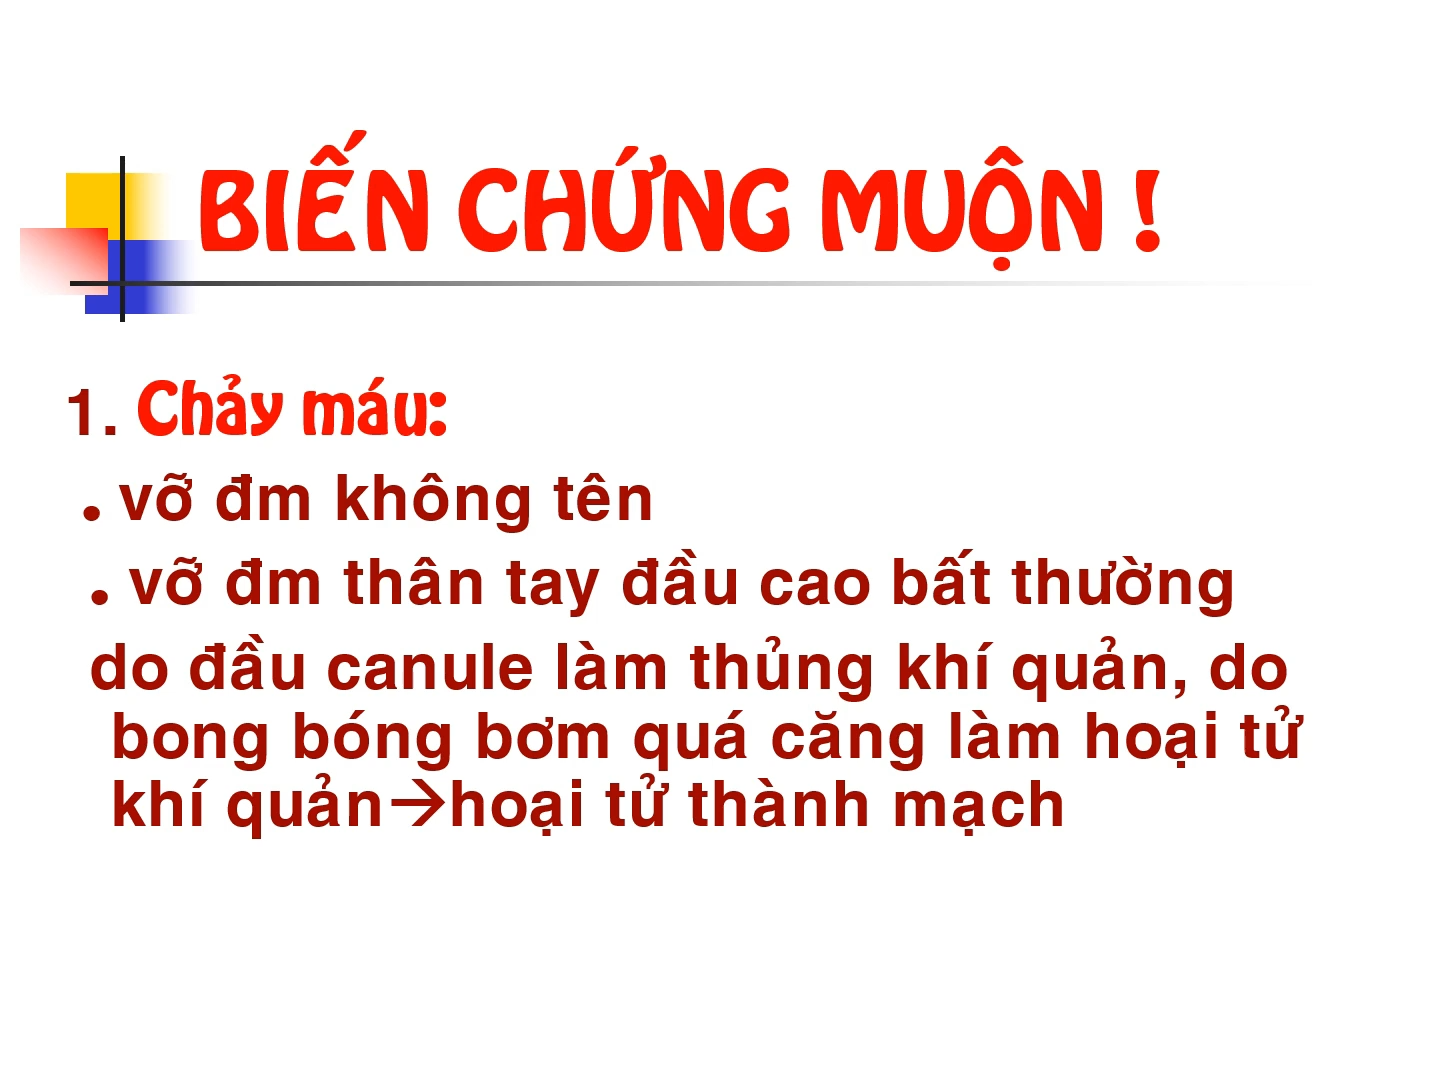 BIẾN CHỨNG MUỘN !
1. Chảy máu:
. vỡ đm không tên
. vỡ đm thân tay đầu cao bất thường
do đầu canule làm thủng khí quản, do
bong bóng bơm quá căng làm hoại tử
khí quản→hoại tử thành mạch